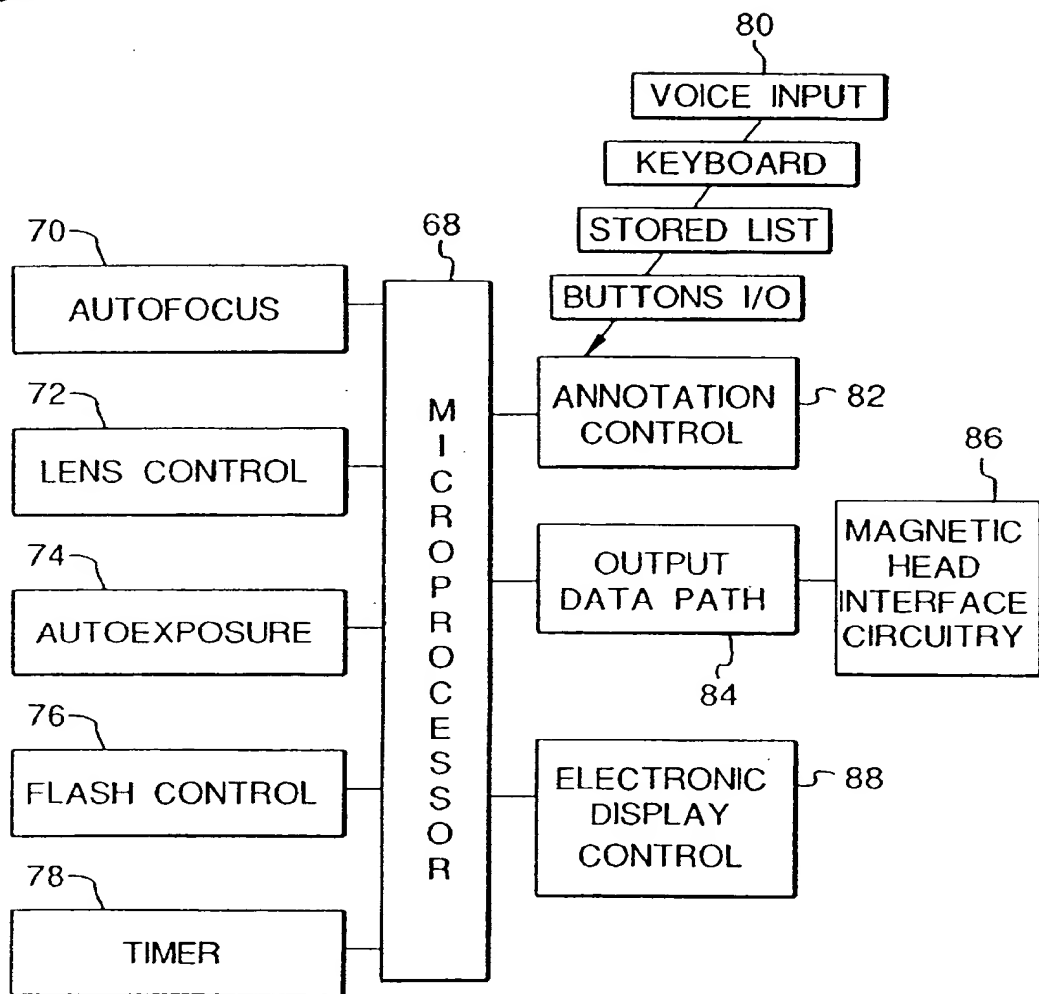 80
VOICE INPUT
KEYBOARD
STORED LIST
BUTTONS I/O
70
AUTOFOCUS
72
LENS CONTROL
74
AUTOEXPOSURE
76
FLASH CONTROL
78
TIMER
68
MICROPROCESSOR
ANNOTATION
CONTROL
82
OUTPUT
DATA PATH
84
86
MAGNETIC
HEAD
INTERFACE
CIRCUITRY
ELECTRONIC
DISPLAY
CONTROL
88